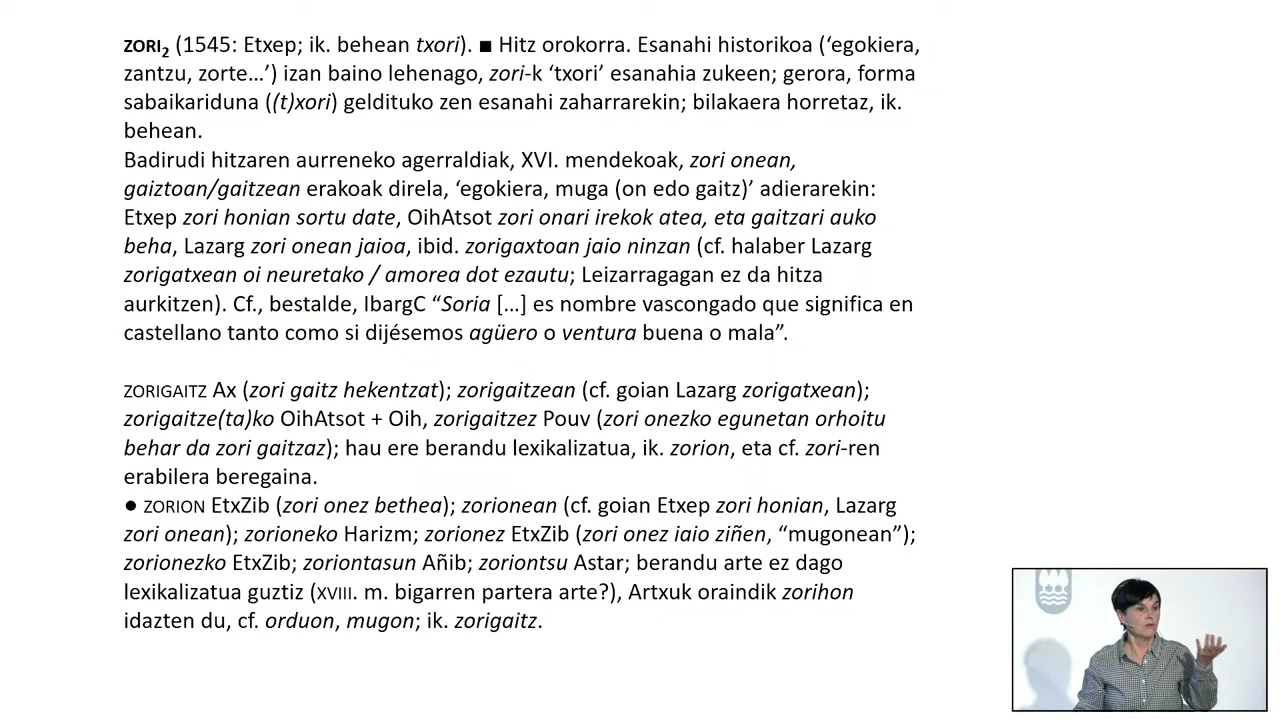 ZORI₂ (1545: Etxep; ik. behean txori). ■ Hitz orokorra. Esanahi historikoa (‘egokiera,
zantzu, zorte…’) izan baino lehenago, zori-k ‘txori’ esanahia zukeen; gerora, forma
sabaikariduna ((t)xori) geldituko zen esanahi zaharrarekin; bilakaera horretaz, ik.
behean.
Badirudi hitzaren aurreneko agerraldiak, XVI. mendekoak, zori onean,
gaiztoan/gaitzean erakoak direla, ‘egokiera, muga (on edo gaitz)’ adierarekin:
Etxep zori honian sortu date, OihAtsot zori onari irekok atea, eta gaitzari auko
beha, Lazarg zori onean jaioa, ibid. zorigaxtoan jaio ninzan (cf. halaber Lazarg
zorigatxean oi neuretako / amorea dot ezautu; Leizarragagan ez da hitza
aurkitzen). Cf., bestalde, IbargC “Soria […] es nombre vascongado que significa en
castellano tanto como si dijésemos agüero o ventura buena o mala”.
ZORIGAITZ Ax (zori gaitz hekentzat); zorigaitzean (cf. goian Lazarg zorigatxean);
zorigaitze(ta)ko OihAtsot + Oih, zorigaitzez Pouv (zori onezko egunetan orhoitu
behar da zori gaitzaz); hau ere berandu lexikalizatua, ik. zorion, eta cf. zori-ren
erabilera beregaina.
● ZORION EtxZib (zori onez bethea); zorionean (cf. goian Etxep zori honian, Lazarg
zori onean); zorioneko Harizm; zorionez EtxZib (zori onez iaio ziñen, “mugonean”);
zorionezko EtxZib; zoriontasun Añib; zoriontsu Astar; berandu arte ez dago
lexikalizatua guztiz (XVIII. m. bigarren partera arte?), Artxuk oraindik zorihon
idazten du, cf. orduon, mugon; ik. zorigaitz.